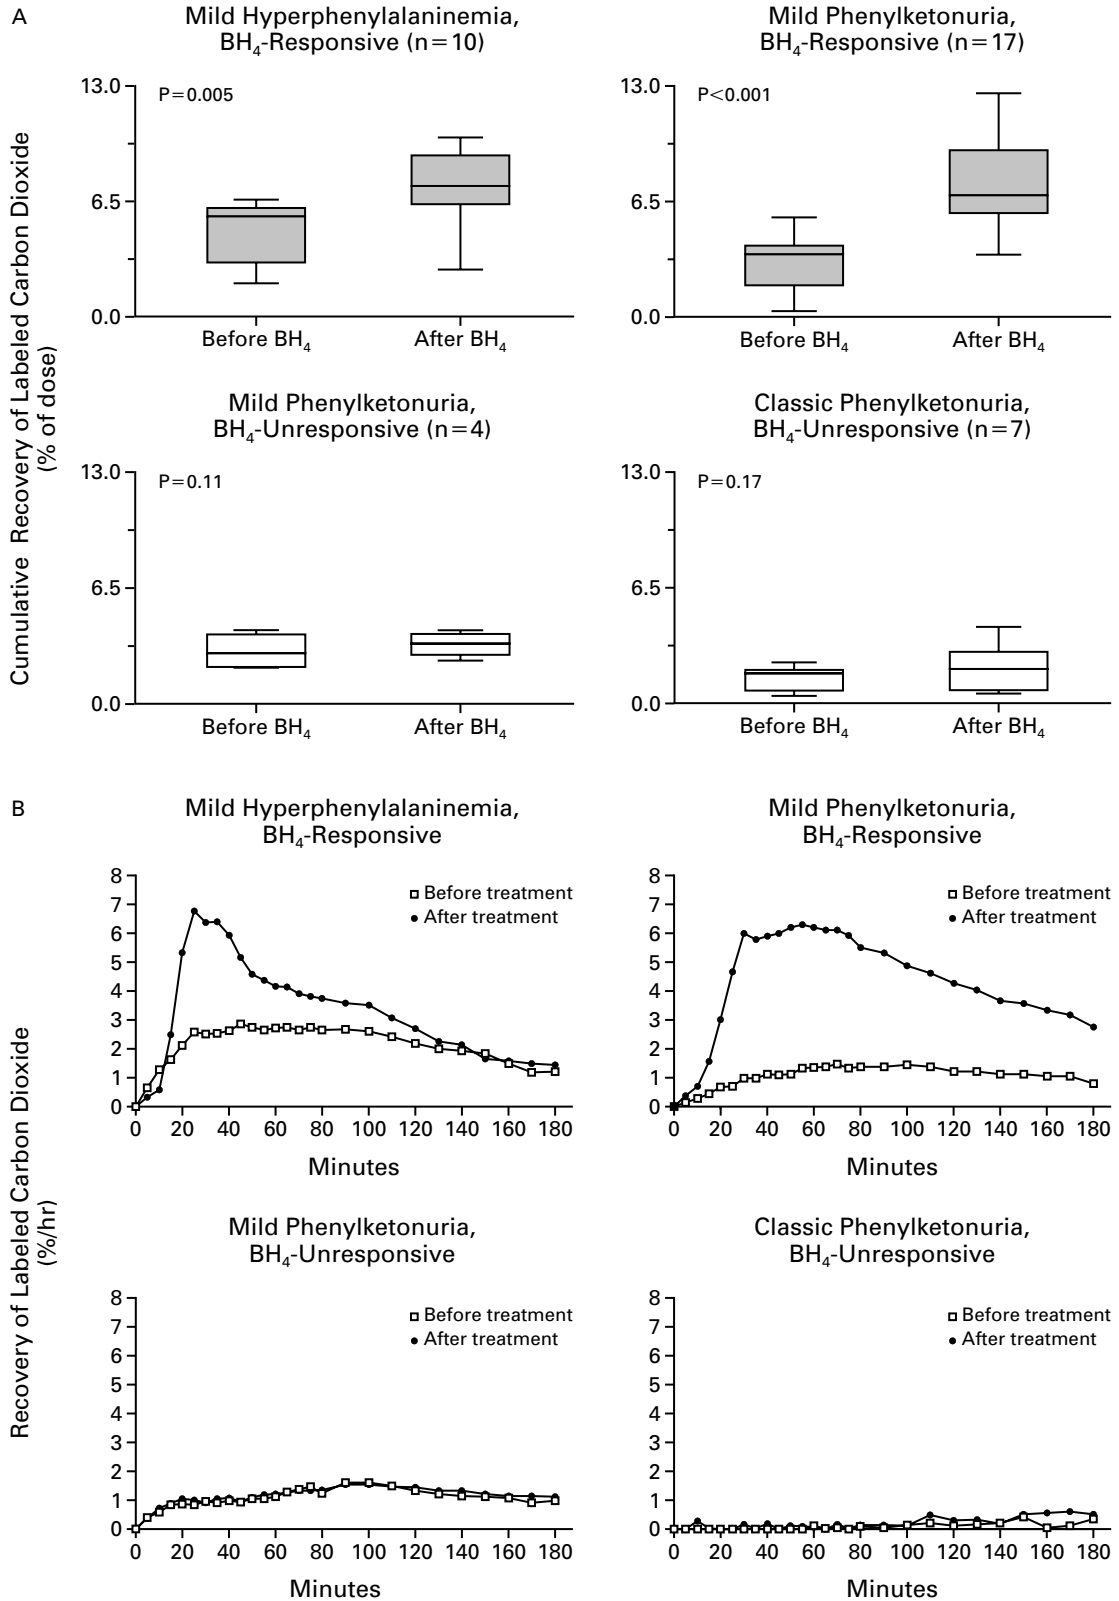 A
Mild Hyperphenylalaninemia,
BH₄-Responsive (n=10)
Mild Phenylketonuria,
BH₄-Responsive (n=17)
Cumulative Recovery of Labeled Carbon Dioxide
(% of dose)
13.0
6.5
0.0
P=0.005
Before BH₄
After BH₄
13.0
6.5
0.0
P<0.001
Before BH₄
After BH₄
Mild Phenylketonuria,
BH₄-Unresponsive (n=4)
Classic Phenylketonuria,
BH₄-Unresponsive (n=7)
13.0
6.5
0.0
P=0.11
Before BH₄
After BH₄
13.0
6.5
0.0
P=0.17
Before BH₄
After BH₄
B
Mild Hyperphenylalaninemia,
BH₄-Responsive
Mild Phenylketonuria,
BH₄-Responsive
Recovery of Labeled Carbon Dioxide
(%/hr)
8
7
6
5
4
3
2
1
0
Before treatment
After treatment
0 20 40 60 80 100 120 140 160 180
Minutes
8
7
6
5
4
3
2
1
0
Before treatment
After treatment
0 20 40 60 80 100 120 140 160 180
Minutes
Mild Phenylketonuria,
BH₄-Unresponsive
Classic Phenylketonuria,
BH₄-Unresponsive
8
7
6
5
4
3
2
1
0
Before treatment
After treatment
0 20 40 60 80 100 120 140 160 180
Minutes
8
7
6
5
4
3
2
1
0
Before treatment
After treatment
0 20 40 60 80 100 120 140 160 180
Minutes